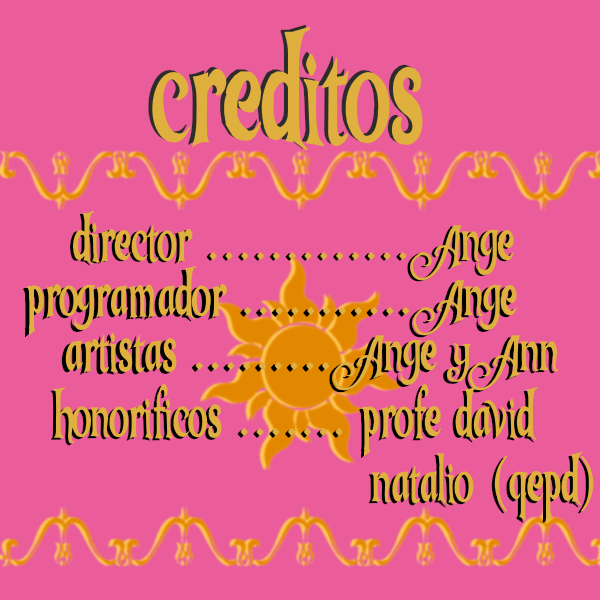 creditos
director .............Ange
programador ...........Ange
artistas .........Ange y Ann
honorificos ....... profe david
natalio (qepd)